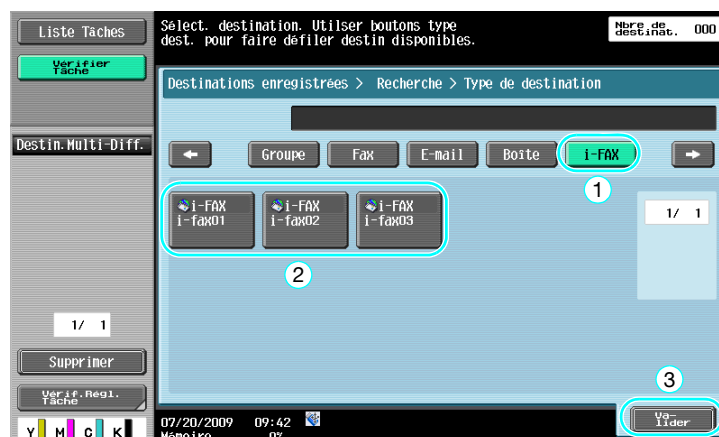 Liste Tâches
Vérifier
Tâche
Destin.Multi-Diff.
1/ 1
Supprimer
Vérif.Régl.
Tâche
Y M C K
Sélect. destination. Utilser boutons type
dest. pour faire défiler destin disponibles.
Nbre de
destinat. 000
Destinations enregistrées > Recherche > Type de destination
Groupe Fax E-mail Boîte i-FAX
1
i-FAX
i-fax01
i-FAX
i-fax02
i-FAX
i-fax03
2
1/ 1
3
Va-
lider
07/20/2009 09:42
Mémoire 0%